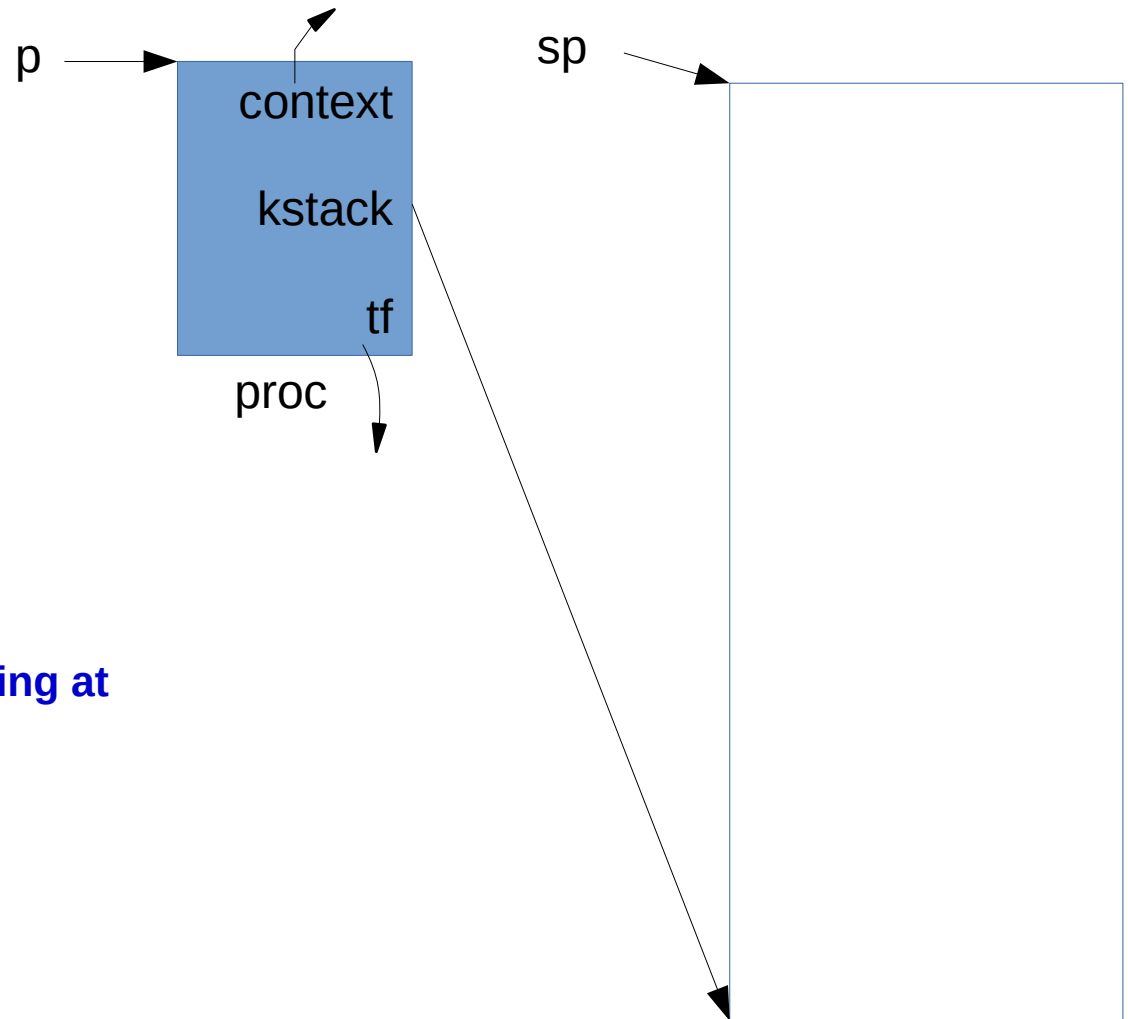 p
sp
context
kstack
tf
proc
ing at